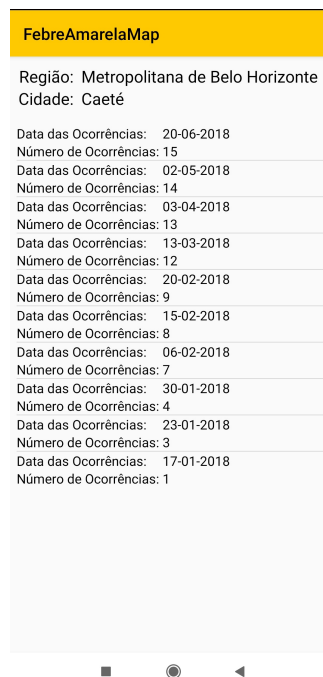 FebreAmarelaMap
Região: Metropolitana de Belo Horizonte
Cidade: Caeté
Data das Ocorrências: 20-06-2018
Número de Ocorrências: 15
Data das Ocorrências: 02-05-2018
Número de Ocorrências: 14
Data das Ocorrências: 03-04-2018
Número de Ocorrências: 13
Data das Ocorrências: 13-03-2018
Número de Ocorrências: 12
Data das Ocorrências: 20-02-2018
Número de Ocorrências: 9
Data das Ocorrências: 15-02-2018
Número de Ocorrências: 8
Data das Ocorrências: 06-02-2018
Número de Ocorrências: 7
Data das Ocorrências: 30-01-2018
Número de Ocorrências: 4
Data das Ocorrências: 23-01-2018
Número de Ocorrências: 3
Data das Ocorrências: 17-01-2018
Número de Ocorrências: 1